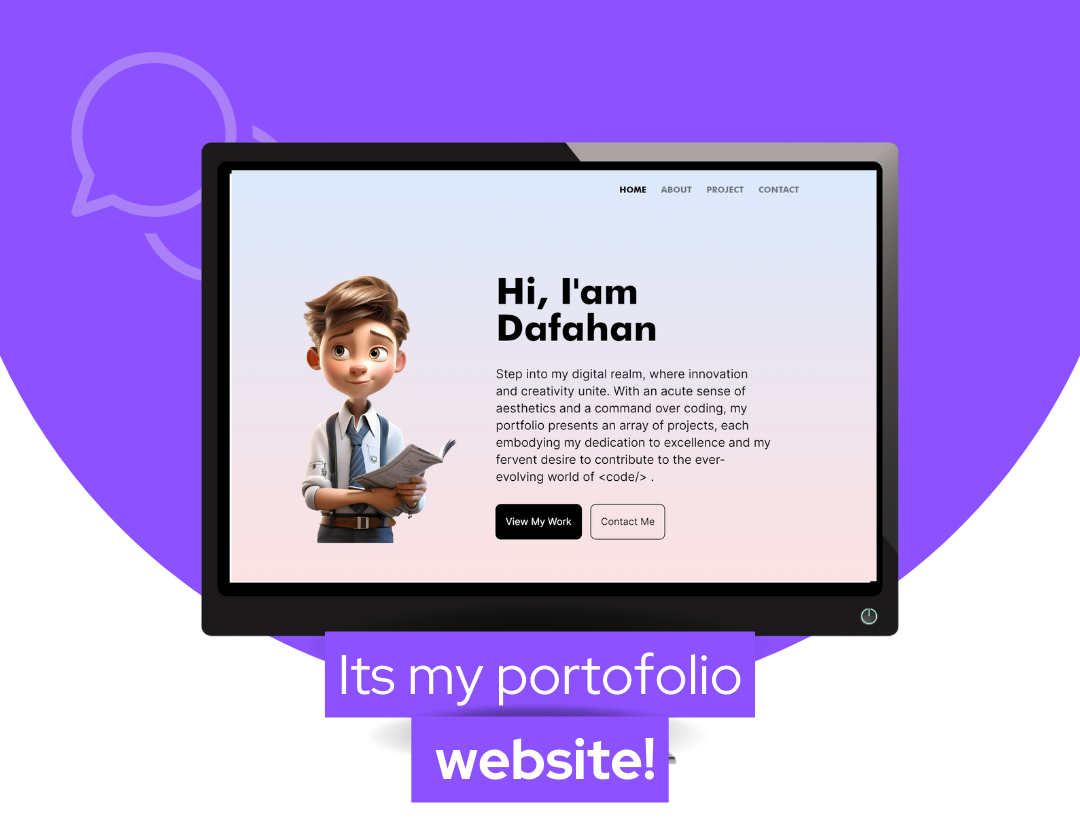 HOME ABOUT PROJECT CONTACT
Hi, I'am
Dafahan
Step into my digital realm, where innovation
and creativity unite. With an acute sense of
aesthetics and a command over coding, my
portfolio presents an array of projects, each
embodying my dedication to excellence and my
fervent desire to contribute to the ever-
evolving world of <code/> .
View My Work Contact Me
Its my portofolio
website!